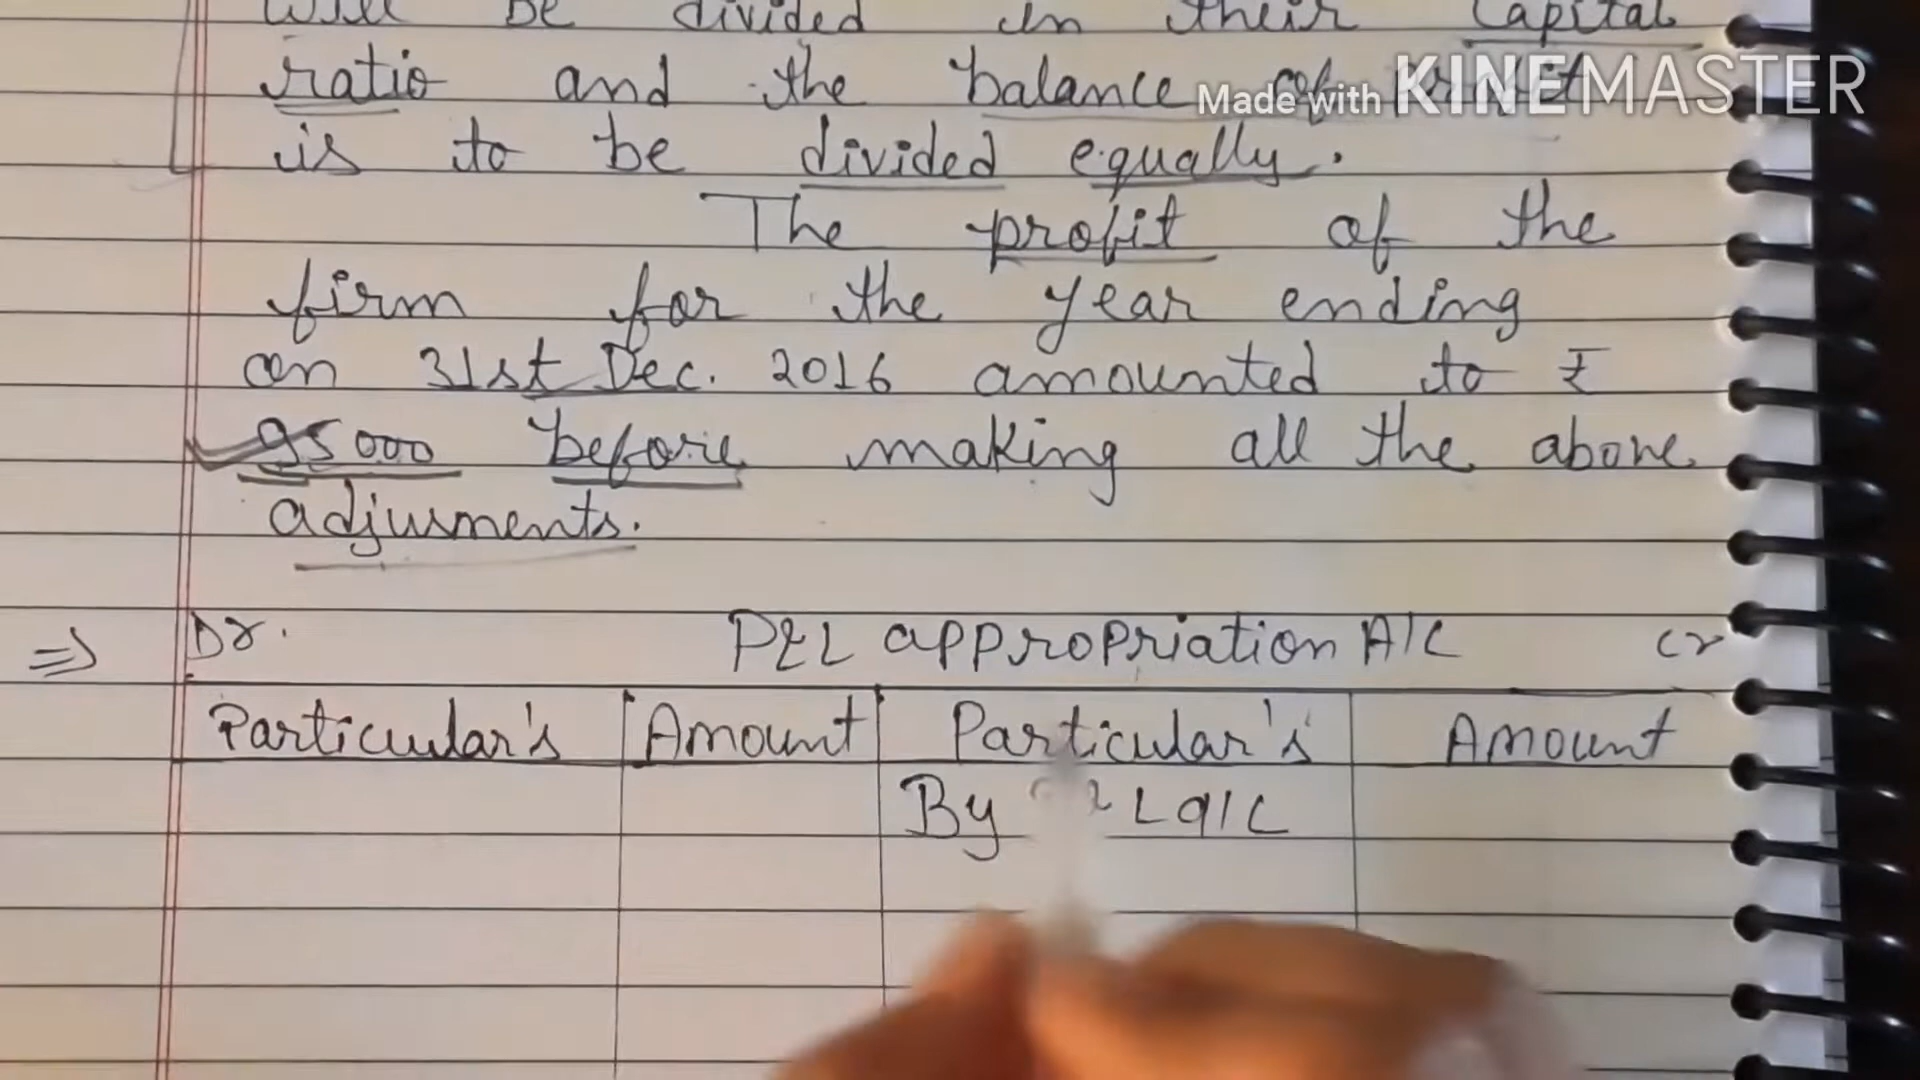 will be divided in their capital
ratio and the balance of profit
Made with KINEMASTER
is to be divided equally.
The profit of the
firm for the year ending
on 31st Dec. 2016 amounted to ₹
95000 before making all the above
adjusments.
⇒ Dr. P&L appropriation A/C Cr
Particular's Amount Particular's Amount
By L a/c